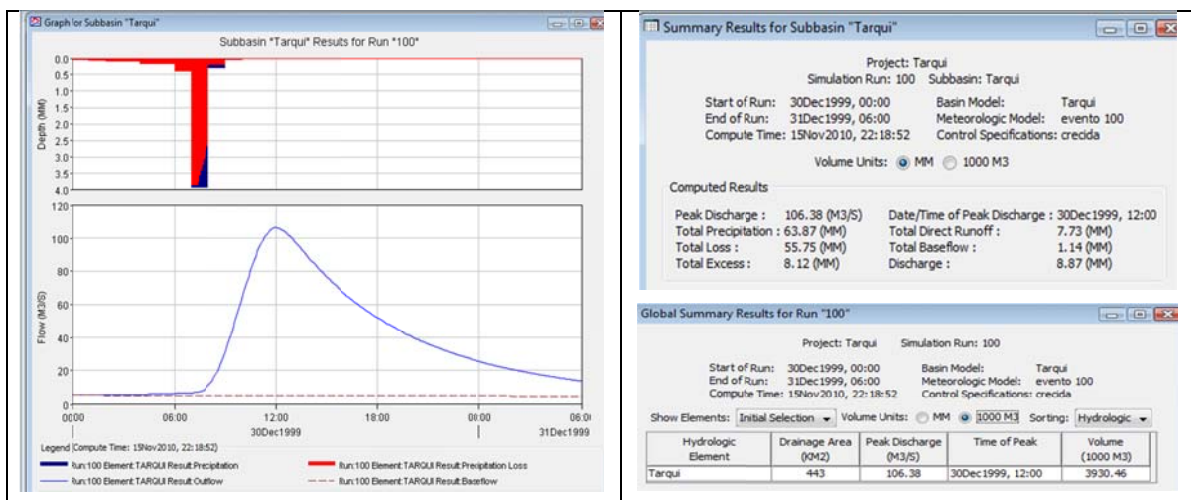 Graph for Subbasin "Tarqui"
Subbasin "Tarqui" Results for Run "100"
Depth (MM)
0.0
0.5
1.0
1.5
2.0
2.5
3.0
3.5
4.0
Flow (M3/S)
120
100
80
60
40
20
0
00:00 06:00 12:00 18:00 00:00 06:00
30Dec1999 31Dec1999
Legend (Compute Time: 15Nov2010, 22:18:52)
Run:100 Element:TARQUI Result:Precipitation Run:100 Element:TARQUI Result:Precipitation Loss
Run:100 Element:TARQUI Result:Outflow Run:100 Element:TARQUI Result:Baseflow
Summary Results for Subbasin "Tarqui"
Project: Tarqui
Simulation Run: 100 Subbasin: Tarqui
Start of Run: 30Dec1999, 00:00 Basin Model: Tarqui
End of Run: 31Dec1999, 06:00 Meteorologic Model: evento 100
Compute Time: 15Nov2010, 22:18:52 Control Specifications: crecida
Volume Units: MM 1000 M3
Computed Results
Peak Discharge : 106.38 (M3/S) Date/Time of Peak Discharge : 30Dec1999, 12:00
Total Precipitation : 63.87 (MM) Total Direct Runoff : 7.73 (MM)
Total Loss : 55.75 (MM) Total Baseflow : 1.14 (MM)
Total Excess : 8.12 (MM) Discharge : 8.87 (MM)
Global Summary Results for Run "100"
Project: Tarqui Simulation Run: 100
Start of Run: 30Dec1999, 00:00 Basin Model: Tarqui
End of Run: 31Dec1999, 06:00 Meteorologic Model: evento 100
Compute Time: 15Nov2010, 22:18:52 Control Specifications: crecida
Show Elements: Initial Selection Volume Units: MM 1000 M3 Sorting: Hydrologic
Hydrologic Element Drainage Area (KM2) Peak Discharge (M3/S) Time of Peak Volume (1000 M3)
Tarqui 443 106.38 30Dec1999, 12:00 3930.46